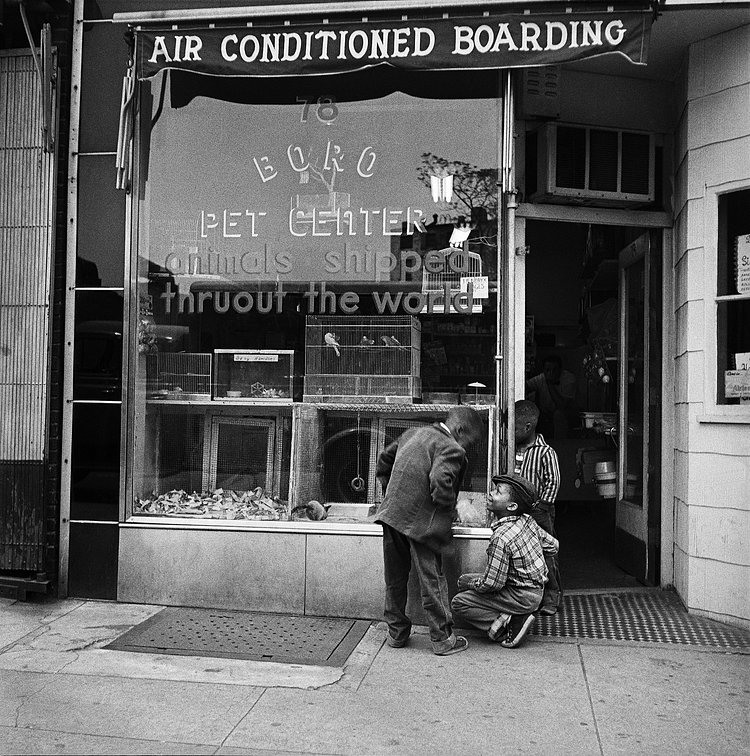 AIR CONDITIONED BOARDING
78
BORO
PET CENTER
animals shipped
thruout the world